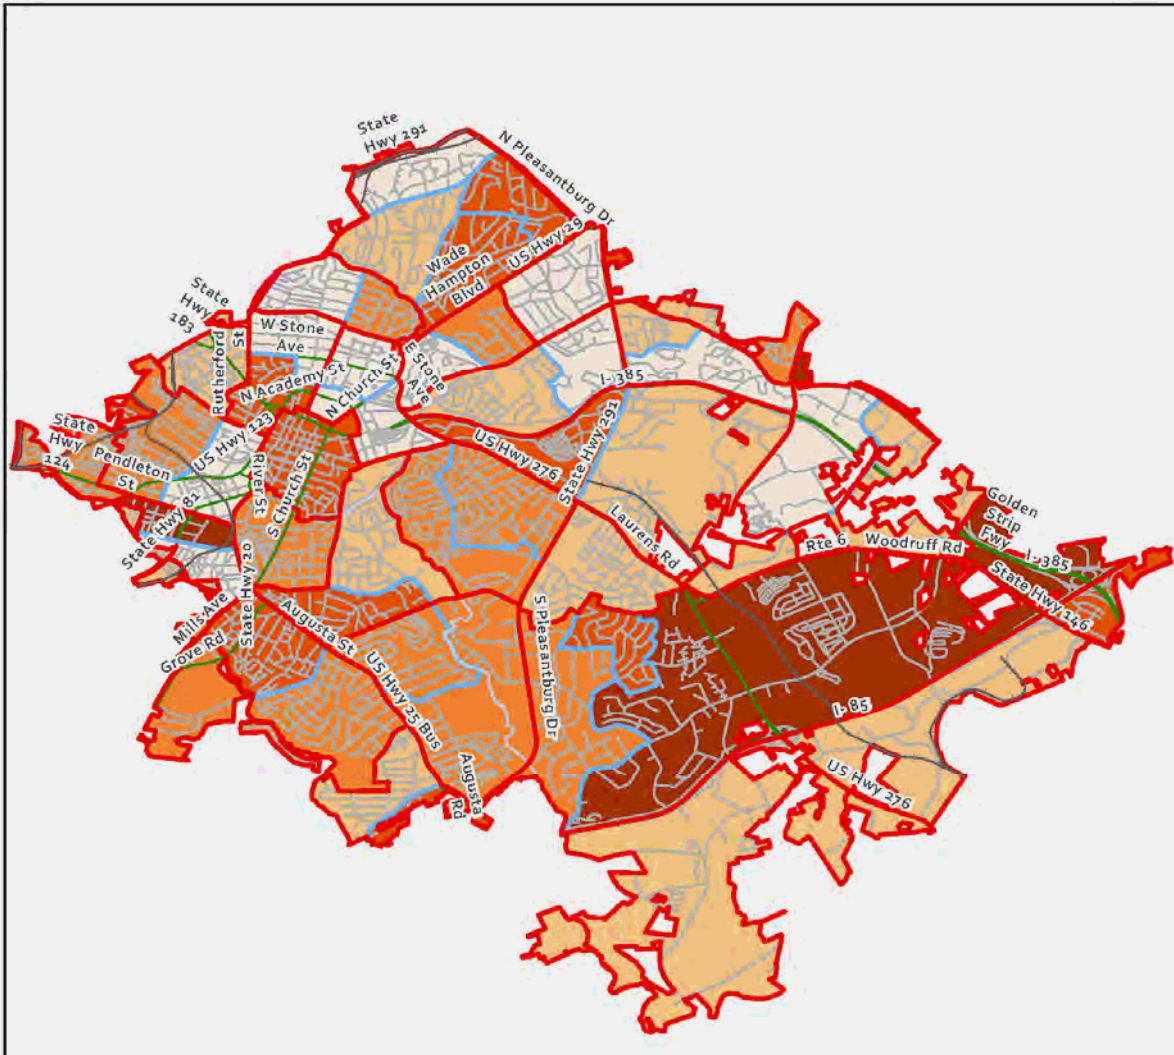 State
Hwy 291
N Pleasantburg Dr
US Hwy 29
Wade
Hampton
Blvd
State
Hwy
183
Rutherford
St
W Stone
Ave
N Academy St
N Church St
E Stone
Ave
I-385
State
Hwy
124
Pendleton
St
US Hwy 123
River St
S Church St
US Hwy 276
State Hwy 291
Laurens Rd
Rte 6
Woodruff Rd
Golden
Strip
Fwy
I-385
State Hwy 146
State Hwy 81
State Hwy 20
Mills Ave
Grove Rd
Augusta St
US Hwy 25 Bus
S Pleasantburg Dr
I-85
US Hwy 276
Augusta
Rd